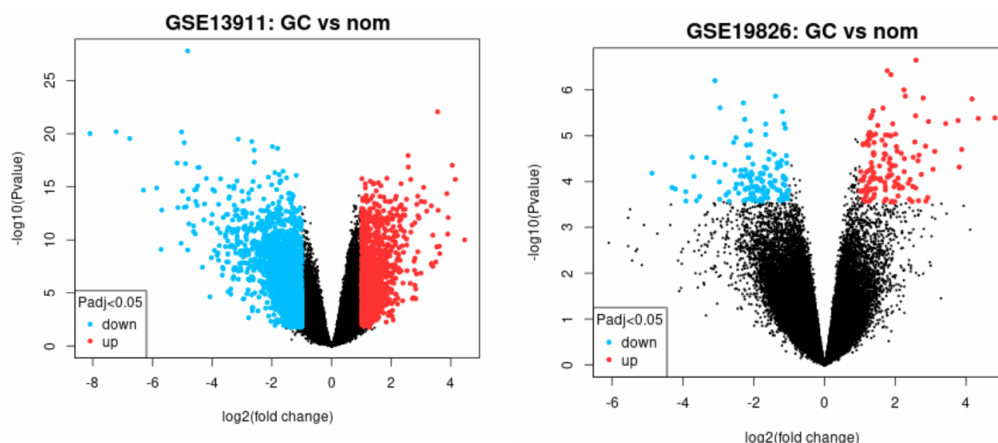 GSE13911: GC vs nom
-log10(Pvalue)
25
20
15
10
5
0
Padj<0.05
down
up
-8 -6 -4 -2 0 2 4
log2(fold change)
GSE19826: GC vs nom
-log10(Pvalue)
6
5
4
3
2
1
0
Padj<0.05
down
up
-6 -4 -2 0 2 4
log2(fold change)